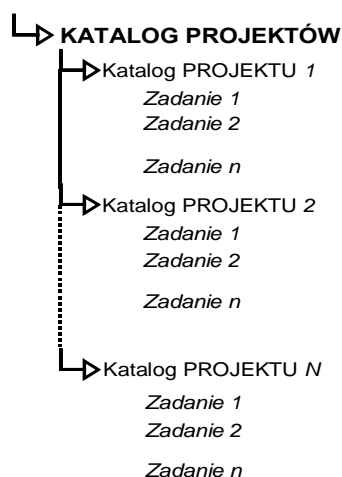 KATALOG PROJEKTÓW
Katalog PROJEKTU 1
Zadanie 1
Zadanie 2
Zadanie n
Katalog PROJEKTU 2
Zadanie 1
Zadanie 2
Zadanie n
Katalog PROJEKTU N
Zadanie 1
Zadanie 2
Zadanie n